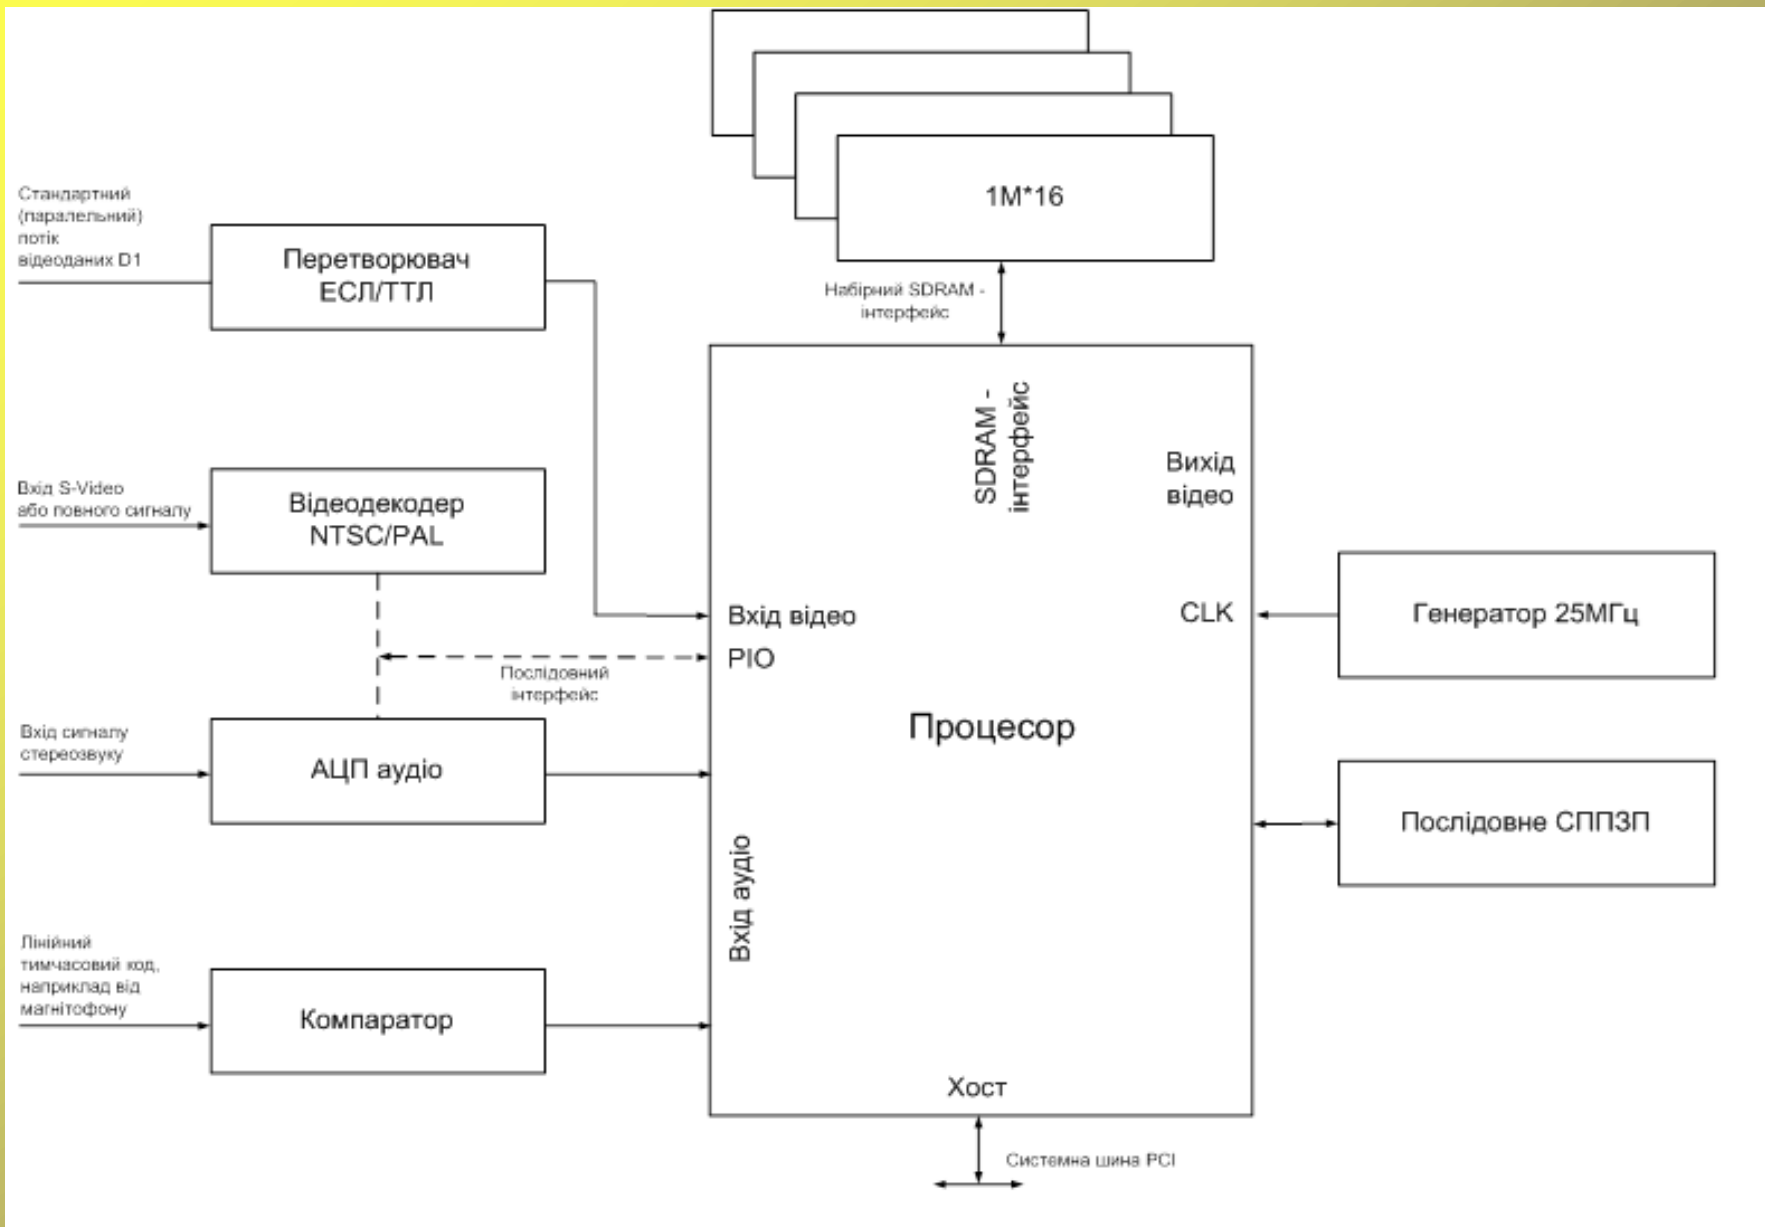 1М*16
Набірний SDRAM -
інтерфейс
Стандартний
(паралельний)
потік
відеоданих D1
Перетворювач
ЕСЛ/ТТЛ
Вхід S-Video
або повного сигналу
Відеодекодер
NTSC/PAL
Вхід сигналу
стереозвуку
АЦП аудіо
Лінійний
тимчасовий код,
наприклад від
магнітофону
Компаратор
Послідовний
інтерфейс
SDRAM -
інтерфейс
Вихід
відео
Вхід відео
PIO
CLK
Процесор
Вхід аудіо
Хост
Генератор 25МГц
Послідовне СППЗП
Системна шина PCI